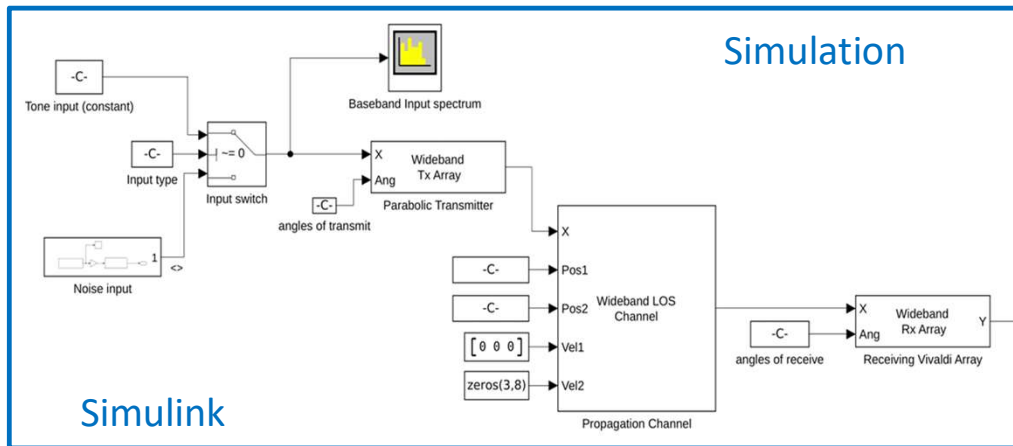 Simulation
-C-
Tone input (constant)
Baseband Input spectrum
-C-
Input type
~= 0
Input switch
X
Ang
Wideband
Tx Array
Parabolic Transmitter
-C-
angles of transmit
1
<>
Noise input
X
-C-
Pos1
-C-
Pos2
Wideband LOS
Channel
[0 0 0]
Vel1
zeros(3,8)
Vel2
Propagation Channel
X
Ang
Wideband
Rx Array
Y
-C-
angles of receive
Receiving Vivaldi Array
Simulink